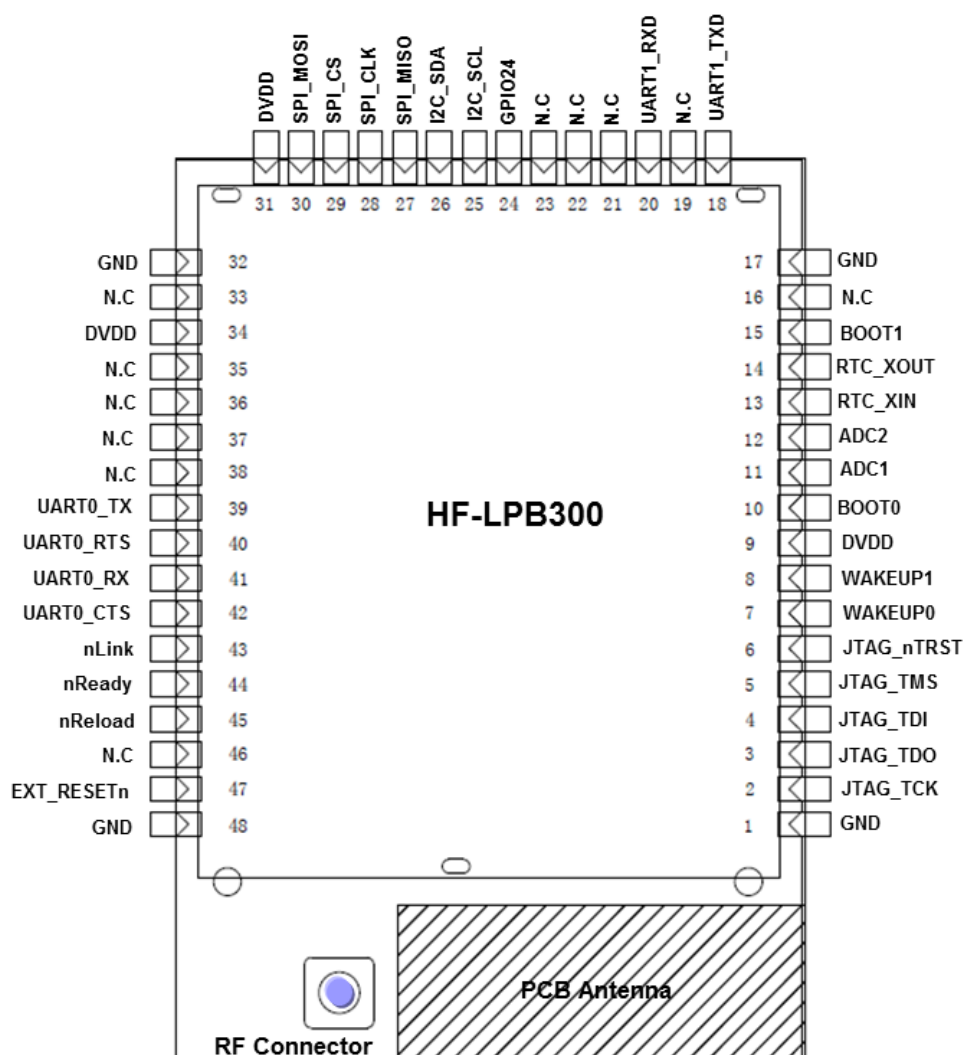 DVDD
SPI_MOSI
SPI_CS
SPI_CLK
SPI_MISO
I2C_SDA
I2C_SCL
GPIO24
N.C
N.C
N.C
UART1_RXD
N.C
UART1_TXD
31 30 29 28 27 26 25 24 23 22 21 20 19 18
GND 32 17 GND
N.C 33 16 N.C
DVDD 34 15 BOOT1
N.C 35 14 RTC_XOUT
N.C 36 13 RTC_XIN
N.C 37 12 ADC2
N.C 38 11 ADC1
UART0_TX 39 10 BOOT0
HF-LPB300
UART0_RTS 40 9 DVDD
UART0_RX 41 8 WAKEUP1
UART0_CTS 42 7 WAKEUP0
nLink 43 6 JTAG_nTRST
nReady 44 5 JTAG_TMS
nReload 45 4 JTAG_TDI
N.C 46 3 JTAG_TDO
EXT_RESETn 47 2 JTAG_TCK
GND 48 1 GND
PCB Antenna
RF Connector